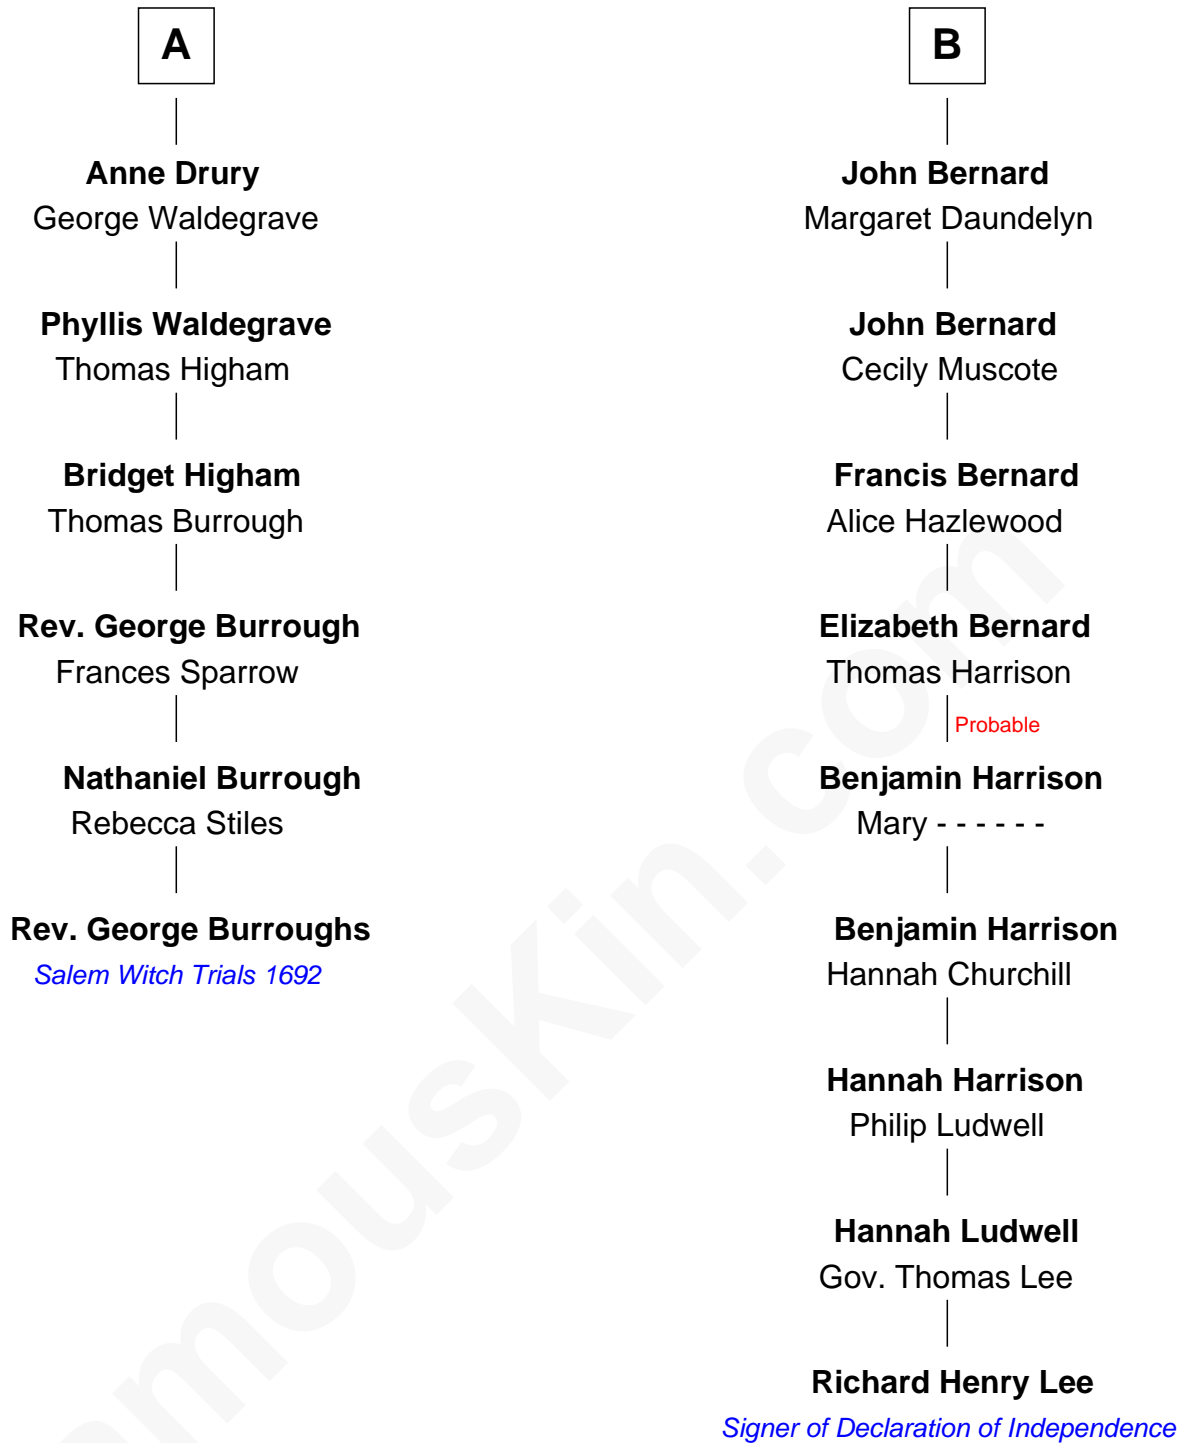 A
Anne Drury
George Waldegrave
Phyllis Waldegrave
Thomas Higham
Bridget Higham
Thomas Burrough
Rev. George Burrough
Frances Sparrow
Nathaniel Burrough
Rebecca Stiles
Rev. George Burroughs
Salem Witch Trials 1692
B
John Bernard
Margaret Daundelyn
John Bernard
Cecily Muscote
Francis Bernard
Alice Hazlewood
Elizabeth Bernard
Thomas Harrison
Probable
Benjamin Harrison
Mary - - - - - -
Benjamin Harrison
Hannah Churchill
Hannah Harrison
Philip Ludwell
Hannah Ludwell
Gov. Thomas Lee
Richard Henry Lee
Signer of Declaration of Independence
amouskin.com